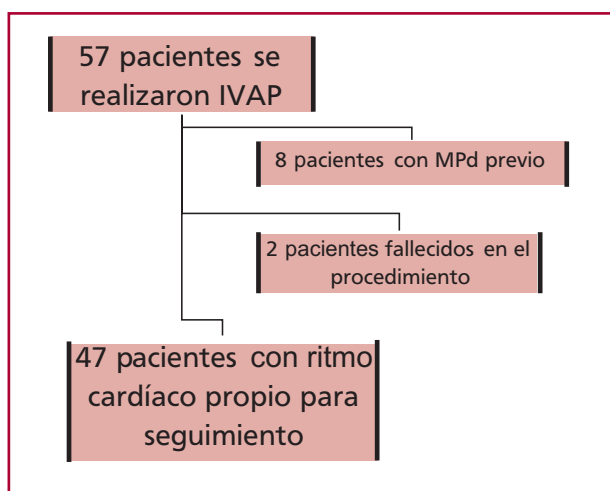 57 pacientes se
realizaron IVAP
8 pacientes con MPd previo
2 pacientes fallecidos en el
procedimiento
47 pacientes con ritmo
cardíaco propio para
seguimiento